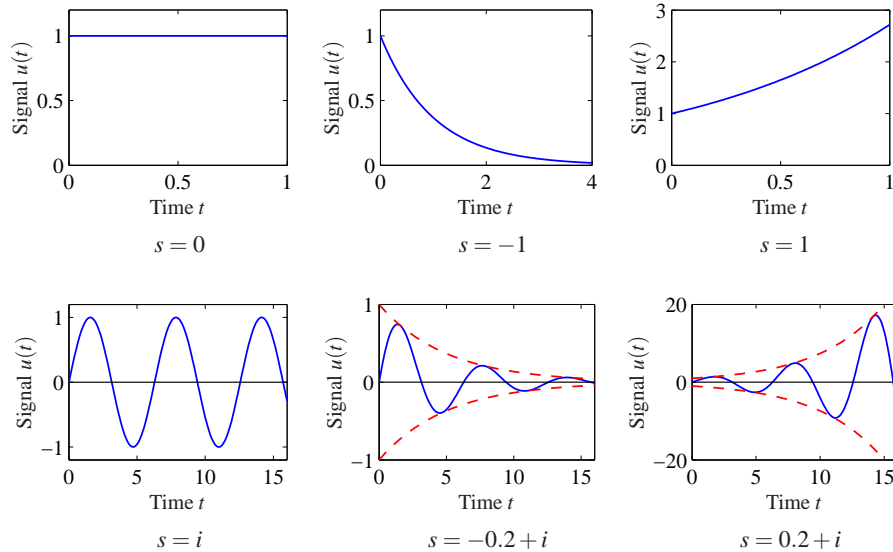 Signal u(t)
1
0.5
0
0
0.5
1
Time t
s = 0
Signal u(t)
1
0.5
0
0
2
4
Time t
s = −1
Signal u(t)
3
2
1
0
0
1
0.5
Time t
s = 1
Signal u(t)
1
0
−1
0
5
10
15
Time t
s = i
Signal u(t)
1
0
−1
0
5
10
15
Time t
s = −0.2 + i
Signal u(t)
20
0
−20
0
5
10
15
Time t
s = 0.2 + i